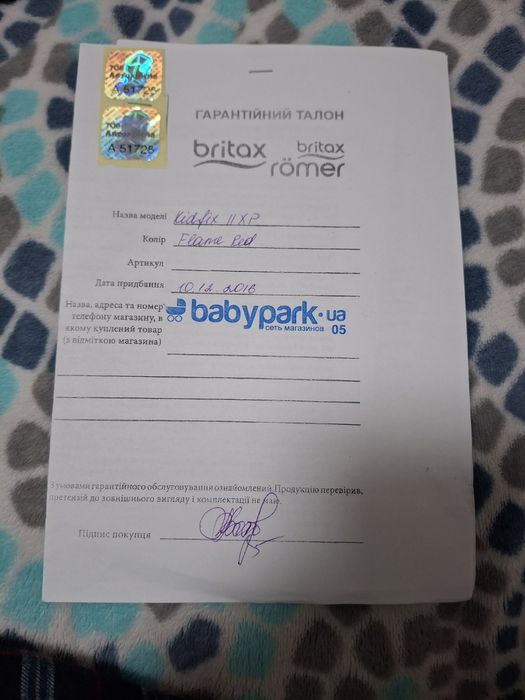 ТОВ
Автокрісла
А 51726
ТОВ
Автокрісла
А 51726
ГАРАНТІЙНИЙ ТАЛОН
britax britax
römer
Назва моделі Kidfix II XP
Колір Flame Red
Артикул
Дата придбання 10.12.2016
Назва, адреса та номер
телефону магазину, в
якому куплений товар
(з відміткою магазина)
babypark.ua
сеть магазинов 05
З умовами гарантійного обслуговування ознайомлений. Продукцію перевірив,
претензій до зовнішнього вигляду і комплектації не маю.
Підпис покупця